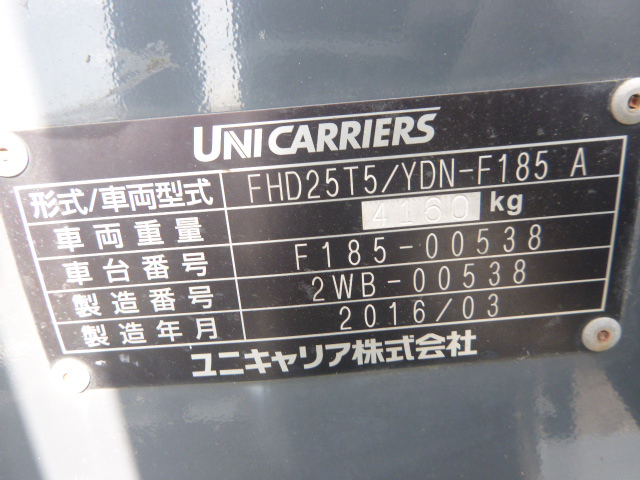 UNICARRIERS
形式/車両型式 FHD25T5/YDN-F185 A
車両重量 4160 kg
車台番号 F185-00538
製造番号 2WB-00538
製造年月 2016/03
ユニキャリア株式会社